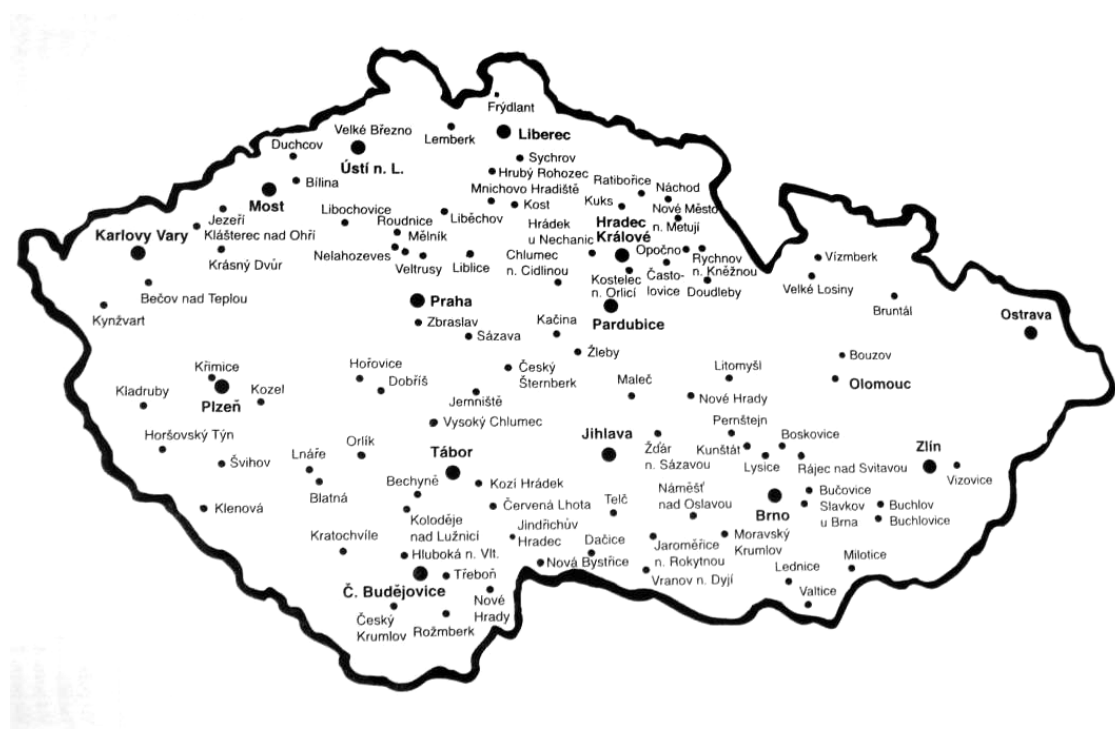 Frýdlant
Velké Březno
Lemberk
Liberec
Duchcov
Ústí n. L.
Sychrov
Hrubý Rohozec
Bílina
Mnichovo Hradiště
Ratibořice
Náchod
Most
Libochovice
Roudnice
Liběchov
Kost
Kuks
Nové Město
n. Metují
Jezeří
Klášterec nad Ohří
Karlovy Vary
Mělník
Hrádek
u Nechanic
Hradec
Králové
Opočno
Rychnov
n. Kněžnou
Krásný Dvůr
Nelahozeves
Veltrusy
Liblice
Chlumec
n. Cidlinou
Kostelec
n. Orlicí
Často-
lovice
Doudleby
Vízmberk
Velké Losiny
Bečov nad Teplou
Kynžvart
Praha
Zbraslav
Sázava
Kačina
Pardubice
Bruntál
Ostrava
Žleby
Bouzov
Křimice
Hořovice
Český
Šternberk
Litomyšl
Olomouc
Kladruby
Plzeň
Kozel
Dobříš
Jemniště
Maleč
Nové Hrady
Vysoký Chlumec
Pernštejn
Horšovský Týn
Orlík
Tábor
Jihlava
Žďár
n. Sázavou
Kunštát
Boskovice
Zlín
Švihov
Lnáře
Lysice
Rájec nad Svitavou
Vizovice
Blatná
Bechyně
Kozí Hrádek
Telč
Náměšť
nad Oslavou
Brno
Bučovice
Slavkov
u Brna
Buchlov
Buchlovice
Klenová
Červená Lhota
Koloděje
nad Lužnicí
Jindřichův
Hradec
Kratochvíle
Dačice
Jaroměřice
n. Rokytnou
Moravský
Krumlov
Hluboká n. Vlt.
Nová Bystřice
Vranov n. Dyjí
Lednice
Milotice
Č. Budějovice
Třeboň
Valtice
Nové
Hrady
Český
Krumlov
Rožmberk